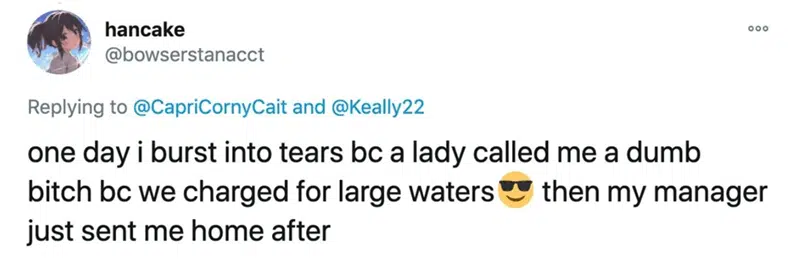 hancake
@bowserstanacct
Replying to @CapriCornyCait and @Keally22
one day i burst into tears bc a lady called me a dumb
bitch bc we charged for large waters😎 then my manager
just sent me home after